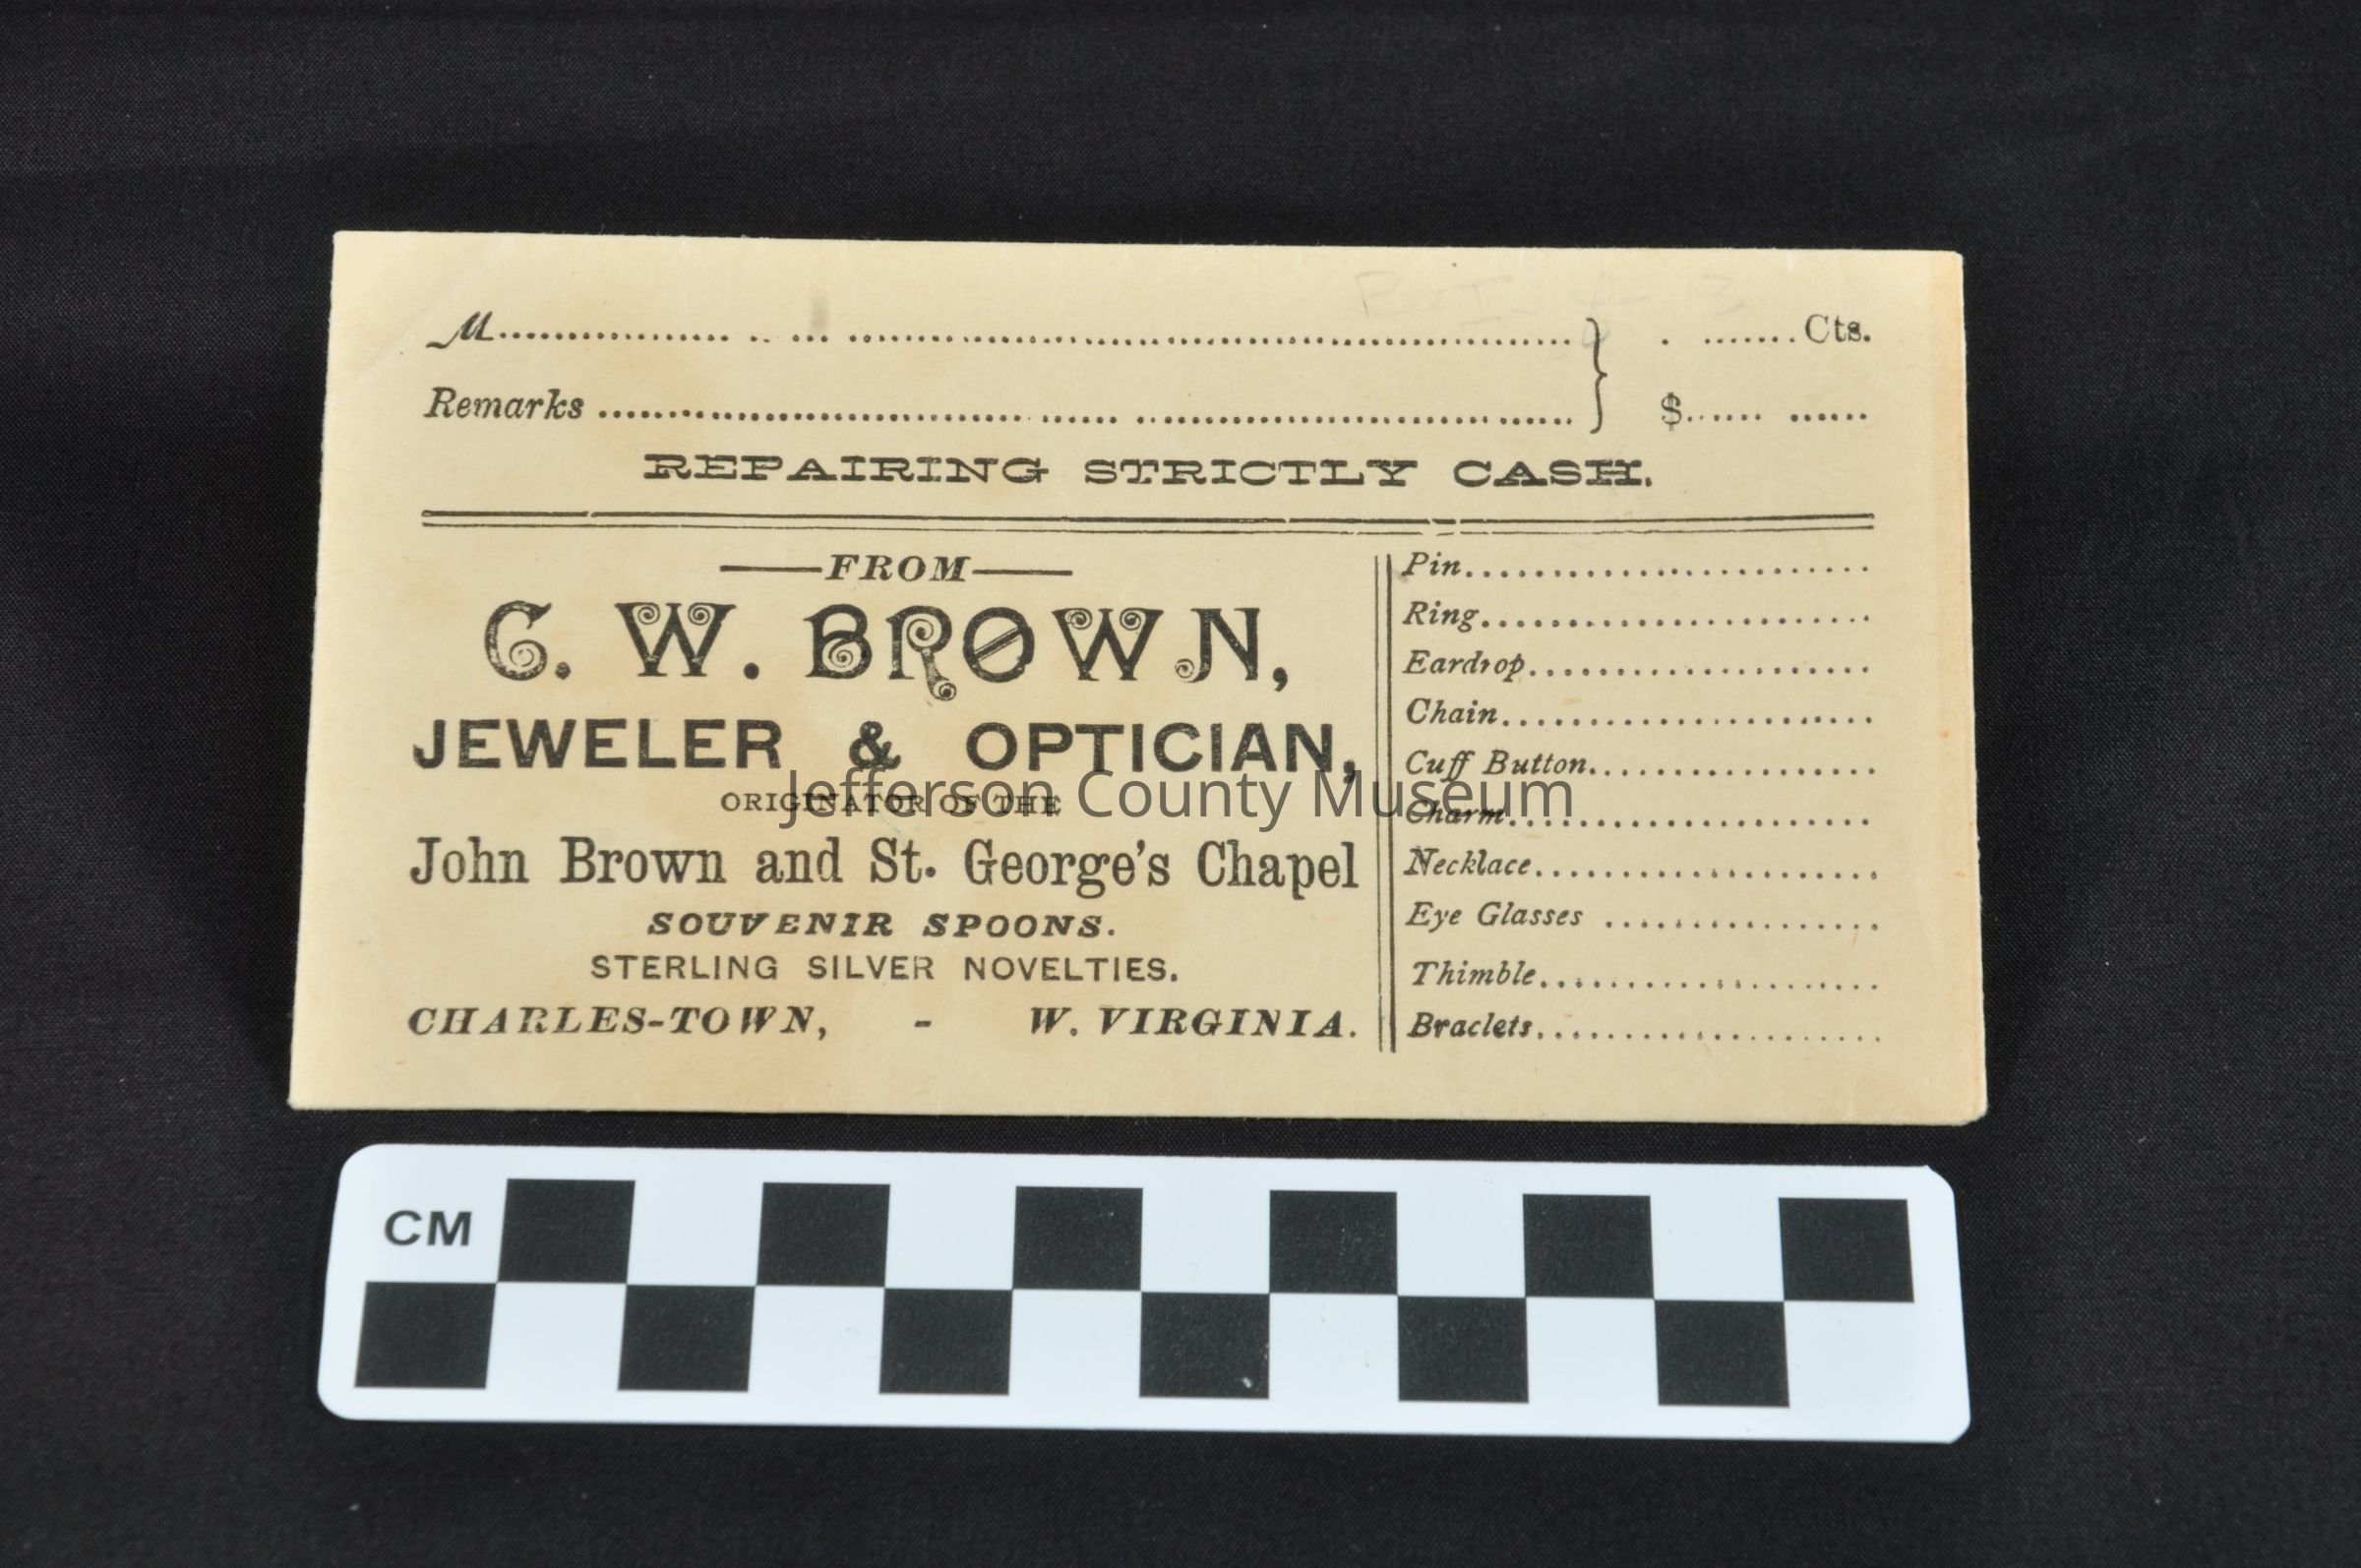 M.......................................................... } ........Cts.
Remarks .................................................. } $.............
REPAIRING STRICTLY CASH.
——FROM——
G. W. BROWN,
JEWELER & OPTICIAN,
ORIGINATOR OF THE
John Brown and St. George's Chapel
SOUVENIR SPOONS.
STERLING SILVER NOVELTIES.
CHARLES-TOWN, - W. VIRGINIA.
Pin..........................
Ring.........................
Eardrop......................
Chain........................
Cuff Button..................
Charm........................
Necklace.....................
Eye Glasses .................
Thimble......................
Braclets.....................
Jefferson County Museum
CM